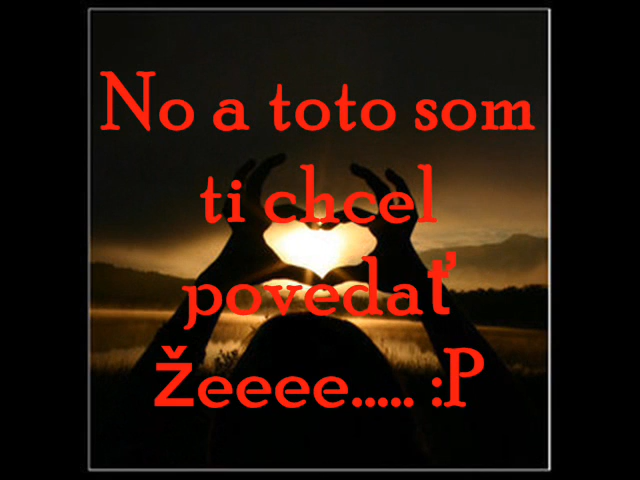 No a toto som
ti chcel
povedať
žeeee..... :P